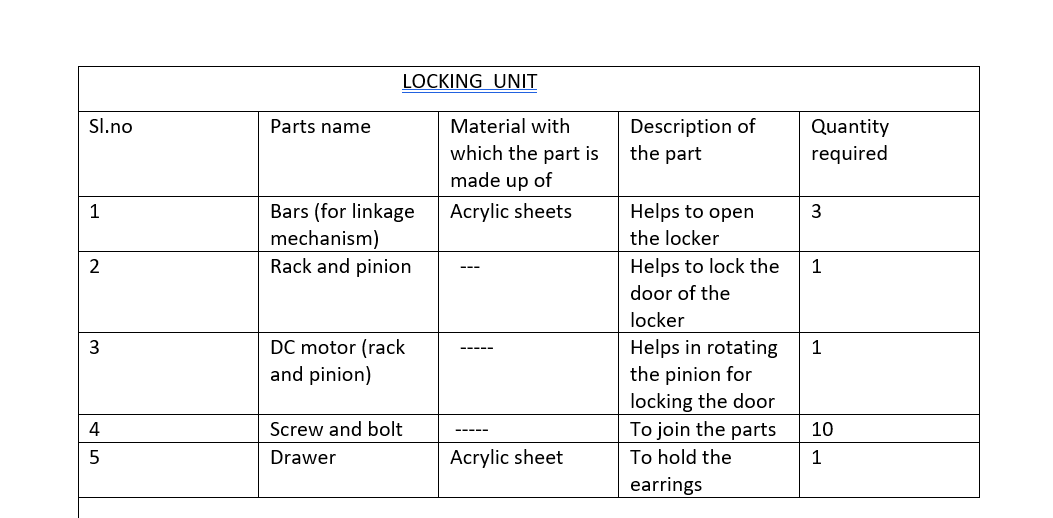 LOCKING UNIT
Sl.no
Parts name
Material with
which the part is
made up of
Description of
the part
Quantity
required
1
Bars (for linkage
mechanism)
Acrylic sheets
Helps to open
the locker
3
2
Rack and pinion
---
Helps to lock the
door of the
locker
1
3
DC motor (rack
and pinion)
-----
Helps in rotating
the pinion for
locking the door
1
4
Screw and bolt
-----
To join the parts
10
5
Drawer
Acrylic sheet
To hold the
earrings
1